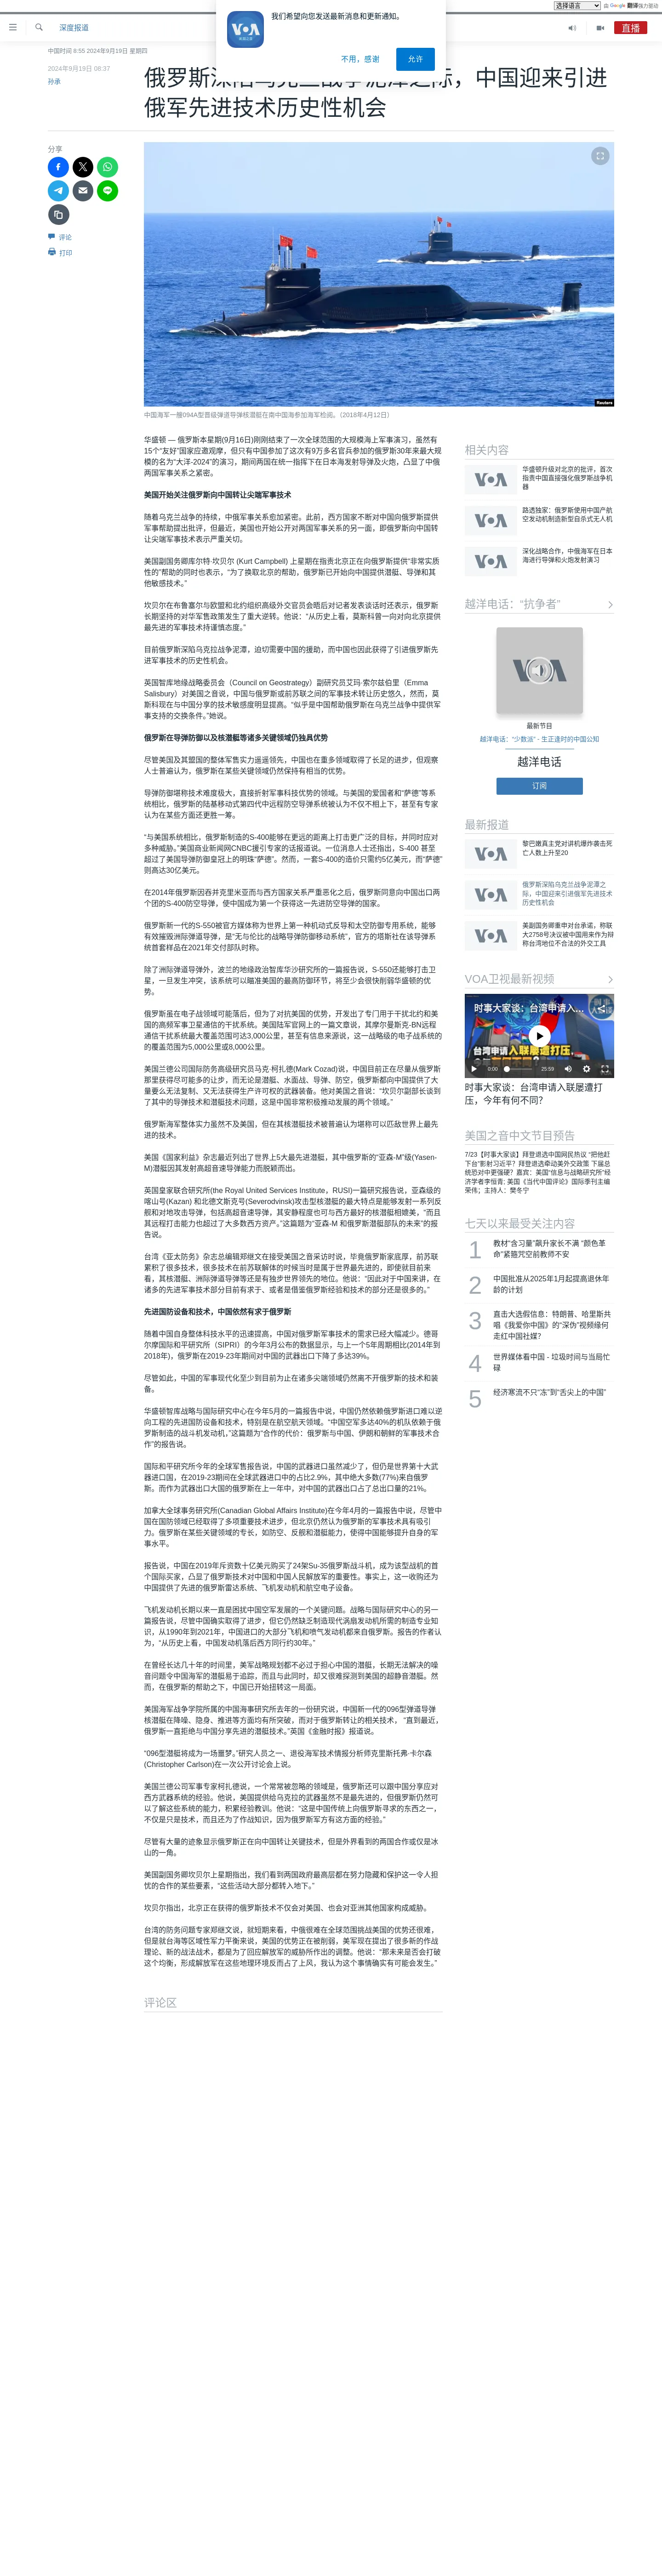 选择语言
由 Google 翻译强力驱动
我们希望向您发送最新消息和更新通知。
VOA
美国之音
不用，感谢
允许
深度报道
直播
中国时间 8:55 2024年9月19日 星期四
2024年9月19日 08:37
孙承
俄罗斯深陷乌克兰战争泥潭之际，中国迎来引进
俄军先进技术历史性机会
分享
评论
打印
Reuters
中国海军一艘094A型晋级弹道导弹核潜艇在南中国海参加海军检阅。（2018年4月12日）
华盛顿 — 俄罗斯本星期(9月16日)刚刚结束了一次全球范围的大规模海上军事演习，虽然有
15个“友好”国家应邀观摩，但只有中国参加了这次有9万多名官兵参加的俄罗斯30年来最大规
模的名为“大洋-2024”的演习，期间两国在统一指挥下在日本海发射导弹及火炮，凸显了中俄
两国军事关系之紧密。
美国开始关注俄罗斯向中国转让尖端军事技术
随着乌克兰战争的持续，中俄军事关系愈加紧密。此前，西方国家不断对中国向俄罗斯提供
军事帮助提出批评，但最近，美国也开始公开对两国军事关系的另一面，即俄罗斯向中国转
让尖端军事技术表示严重关切。
美国副国务卿库尔特·坎贝尔 (Kurt Campbell) 上星期在指责北京正在向俄罗斯提供“非常实质
性的”帮助的同时也表示，“为了换取北京的帮助，俄罗斯已开始向中国提供潜艇、导弹和其
他敏感技术。”
坎贝尔在布鲁塞尔与欧盟和北约组织高级外交官员会晤后对记者发表谈话时还表示，俄罗斯
长期坚持的对华军售政策发生了重大逆转。他说：“从历史上看，莫斯科曾一向对向北京提供
最先进的军事技术持谨慎态度。”
目前俄罗斯深陷乌克拉战争泥潭，迫切需要中国的援助，而中国也因此获得了引进俄罗斯先
进军事技术的历史性机会。
英国智库地缘战略委员会（Council on Geostrategy）副研究员艾玛·索尔兹伯里（Emma
Salisbury）对美国之音说，中国与俄罗斯或前苏联之间的军事技术转让历史悠久，然而，莫
斯科现在与中国分享的技术敏感度明显提高。“似乎是中国帮助俄罗斯在乌克兰战争中提供军
事支持的交换条件。”她说。
俄罗斯在导弹防御以及核潜艇等诸多关键领域仍独具优势
尽管美国及其盟国的整体军售实力遥遥领先，中国也在重多领域取得了长足的进步，但观察
人士普遍认为，俄罗斯在某些关键领域仍然保持有相当的优势。
导弹防御堪称技术难度极大，直接折射军事科技优势的领域。与美国的爱国者和“萨德”等系
统相比，俄罗斯的陆基移动式第四代中远程防空导弹系统被认为不仅不相上下，甚至有专家
认为在某些方面还更胜一筹。
“与美国系统相比，俄罗斯制造的S-400能够在更远的距离上打击更广泛的目标，并同时应对
多种威胁。”美国商业新闻网CNBC援引专家的话报道说。一位消息人士还指出，S-400 甚至
超过了美国导弹防御皇冠上的明珠“萨德”。然而，一套S-400的造价只需约5亿美元，而“萨德”
则高达30亿美元。
在2014年俄罗斯因吞并克里米亚而与西方国家关系严重恶化之后，俄罗斯同意向中国出口两
个团的S-400防空导弹，使中国成为第一个获得这一先进防空导弹的国家。
俄罗斯新一代的S-550被官方媒体称为世界上第一种机动式反导和太空防御专用系统，能够
有效摧毁洲际弹道导弹，是“无与伦比的战略导弹防御移动系统”，官方的塔斯社在该导弹系
统首套样品在2021年交付部队时称。
除了洲际弹道导弹外，波兰的地缘政治智库华沙研究所的一篇报告说，S-550还能够打击卫
星，一旦发生冲突，该系统可以瞄准美国的最高防御环节，将至少会很快削弱华盛顿的优
势。
俄罗斯虽在电子战领域可能落后，但为了对抗美国的优势，开发出了专门用于干扰北约和美
国的高频军事卫星通信的干扰系统。美国陆军官网上的一篇文章说，其摩尔曼斯克-BN远程
通信干扰系统最大覆盖范围可达3,000公里，甚至有信息来源说，这一战略级的电子战系统的
的覆盖范围为5,000公里或8,000公里。
美国兰德公司国际防务高级研究员马克·柯扎德(Mark Cozad)说，中国目前正在尽量从俄罗斯
那里获得尽可能多的让步，而无论是潜艇、水面战、导弹、防空，俄罗斯都向中国提供了大
量要么无法复制、又无法获得生产许可权的武器装备。他对美国之音说：“坎贝尔副部长谈到
了其中的导弹技术和潜艇技术问题，这是中国非常积极推动发展的两个领域。”
俄罗斯海军整体实力虽然不及美国，但在其核潜艇技术被普遍认为堪称可以匹敌世界上最先
进的技术。
美国《国家利益》杂志最近列出了世界上5大最先进潜艇，其中俄罗斯的“亚森-M”级(Yasen-
M)潜艇因其发射高超音速导弹能力而脱颖而出。
英国皇家联合研究所(the Royal United Services Institute，RUSI)一篇研究报告说，亚森级的
喀山号(Kazan) 和北德文斯克号(Severodvinsk)攻击型核潜艇的最大特点是能够发射一系列反
舰和对地攻击导弹，包括高超音速导弹，其安静程度也可与西方最好的核潜艇相媲美，“而且
其远程打击能力也超过了大多数西方资产。”这篇题为“亚森-M 和俄罗斯潜艇部队的未来”的报
告说。
台湾《亚太防务》杂志总编辑郑继文在接受美国之音采访时说，毕竟俄罗斯家底厚，前苏联
累积了很多技术，很多技术在前苏联解体的时候当时是属于世界最先进的，即使就目前来
看，其核潜艇、洲际弹道导弹等还是有独步世界领先的地位。他说：“因此对于中国来讲，在
诸多的先进军事技术部分目前有求于、或者是借鉴俄罗斯经验和技术的部分还是很多的。”
先进国防设备和技术，中国依然有求于俄罗斯
随着中国自身整体科技水平的迅速提高，中国对俄罗斯军事技术的需求已经大幅减少。德哥
尔摩国际和平研究所（SIPRI）的今年3月公布的数据显示，与上一个5年周期相比(2014年到
2018年)，俄罗斯在2019-23年期间对中国的武器出口下降了多达39%。
尽管如此，中国的军事现代化至少到目前为止在诸多尖端领域仍然离不开俄罗斯的技术和装
备。
华盛顿智库战略与国际研究中心在今年5月的一篇报告中说，中国仍然依赖俄罗斯进口难以逆
向工程的先进国防设备和技术，特别是在航空航天领域。“中国空军多达40%的机队依赖于俄
罗斯制造的战斗机发动机，”这篇题为“合作的代价：俄罗斯与中国、伊朗和朝鲜的军事技术合
作”的报告说。
国际和平研究所今年的全球军售报告说，中国的武器进口虽然减少了，但仍是世界第十大武
器进口国，在2019-23期间在全球武器进口中的占比2.9%，其中绝大多数(77%)来自俄罗
斯。而作为武器出口大国的俄罗斯在上一年中，对中国的武器出口占了总出口量的21%。
加拿大全球事务研究所(Canadian Global Affairs Institute)在今年4月的一篇报告中说，尽管中
国在国防领域已经取得了多项重要技术进步，但北京仍然认为俄罗斯的军事技术具有吸引
力。俄罗斯在某些关键领域的专长，如防空、反舰和潜艇能力，使得中国能够提升自身的军
事水平。
报告说，中国在2019年斥资数十亿美元购买了24架Su-35俄罗斯战斗机，成为该型战机的首
个国际买家，凸显了俄罗斯技术对中国和中国人民解放军的重要性。事实上，这一收购还为
中国提供了先进的俄罗斯雷达系统、飞机发动机和航空电子设备。
飞机发动机长期以来一直是困扰中国空军发展的一个关键问题。战略与国际研究中心的另一
篇报告说，尽管中国确实取得了进步，但它仍然缺乏制造现代涡扇发动机所需的制造专业知
识，从1990年到2021年，中国进口的大部分飞机和喷气发动机都来自俄罗斯。报告的作者认
为，“从历史上看，中国发动机落后西方同行约30年。”
在曾经长达几十年的时间里，美军战略规划都不必过于担心中国的潜艇，长期无法解决的噪
音问题令中国海军的潜艇易于追踪，而且与此同时，却又很难探测到美国的超静音潜艇。然
而，在俄罗斯的帮助之下，中国已开始扭转这一局面。
美国海军战争学院所属的中国海事研究所去年的一份研究说，中国新一代的096型弹道导弹
核潜艇在降噪、隐身、推进等方面均有所突破，而对于俄罗斯转让的相关技术， “直到最近，
俄罗斯一直拒绝与中国分享先进的潜艇技术。”英国《金融时报》报道说。
“096型潜艇将成为一场噩梦。”研究人员之一、退役海军技术情报分析师克里斯托弗·卡尔森
(Christopher Carlson)在一次公开讨论会上说。
美国兰德公司军事专家柯扎德说，一个常常被忽略的领域是，俄罗斯还可以跟中国分享应对
西方武器系统的经验。他说，美国提供给乌克拉的武器虽然不是最先进的，但俄罗斯仍然可
以了解这些系统的能力，积累经验教训。他说：“这是中国传统上向俄罗斯寻求的东西之一，
不仅是只是技术，而且还为了作战知识，因为俄罗斯军方有这方面的经验。”
尽管有大量的迹象显示俄罗斯正在向中国转让关键技术，但是外界看到的两国合作或仅是冰
山的一角。
美国副国务卿坎贝尔上星期指出，我们看到两国政府最高层都在努力隐藏和保护这一令人担
忧的合作的某些要素，“这些活动大部分都转入地下。”
坎贝尔指出，北京正在获得的俄罗斯技术不仅会对美国、也会对亚洲其他国家构成威胁。
台湾的防务问题专家郑继文说，就短期来看，中俄很难在全球范围挑战美国的优势还很难，
但是就台海等区域性军力平衡来说，美国的优势正在被削弱，美军现在提出了很多新的作战
理论、新的战法战术，都是为了回应解放军的威胁所作出的调整。他说：“那未来是否会打破
这个均衡，形成解放军在这些地理环境反而占了上风，我认为这个事情确实有可能会发生。”
评论区
相关内容
VOA
华盛顿升级对北京的批评，首次
指责中国直接强化俄罗斯战争机
器
VOA
路透独家：俄罗斯使用中国产航
空发动机制造新型自杀式无人机
VOA
深化战略合作，中俄海军在日本
海进行导弹和火炮发射演习
越洋电话：“抗争者”
VOA
最新节目
越洋电话：“少数派” - 生正逢时的中国公知
越洋电话
订阅
最新报道
VOA
黎巴嫩真主党对讲机爆炸袭击死
亡人数上升至20
VOA
俄罗斯深陷乌克兰战争泥潭之
际，中国迎来引进俄军先进技术
历史性机会
VOA
美副国务卿重申对台承诺，称联
大2758号决议被中国用来作为辩
称台湾地位不合法的外交工具
VOA卫视最新视频
时事大家谈：台湾申请入...
台湾申请入联屡遭打压，
0:00
25:59
时事大家谈：台湾申请入联屡遭打
压，今年有何不同？
美国之音中文节目预告
7/23【时事大家谈】拜登退选中国网民热议 “把他赶
下台”影射习近平？拜登退选牵动美外交政策 下届总
统恐对中更强硬？嘉宾：美国“信息与战略研究所”经
济学者李恒青; 美国《当代中国评论》国际季刊主编
荣伟；主持人：樊冬宁
七天以来最受关注内容
1
教材“含习量”飙升家长不满 “颜色革
命”紧箍咒空前教师不安
2
中国批准从2025年1月起提高退休年
龄的计划
3
直击大选假信息：特朗普、哈里斯共
唱《我爱你中国》的“深伪”视频缘何
走红中国社媒？
4
世界媒体看中国 - 垃圾时间与当局忙
碌
5
经济寒流不只“冻”到“舌尖上的中国”